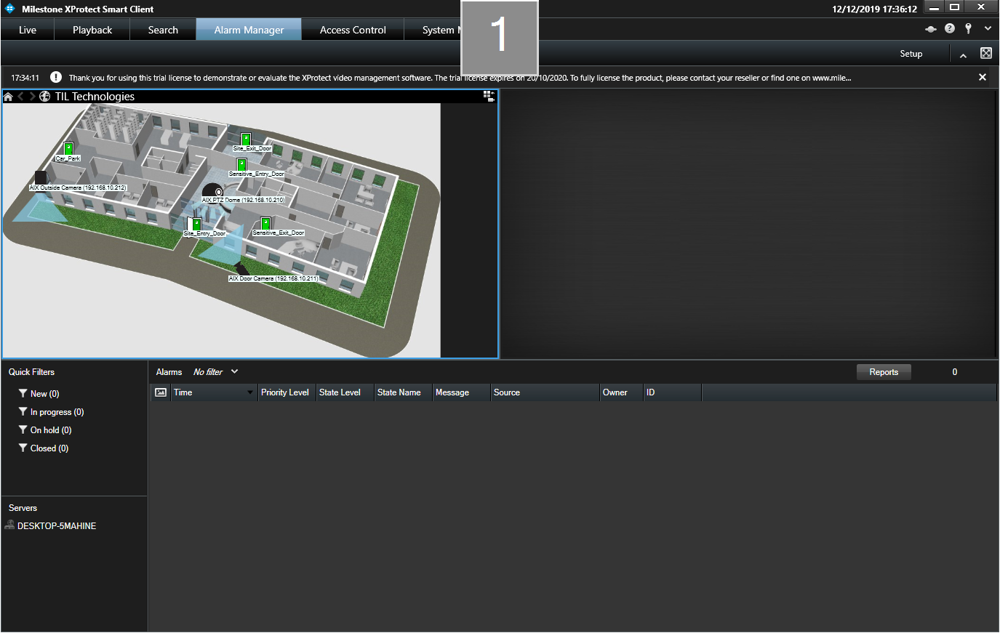 Milestone XProtect Smart Client
12/12/2019 17:36:12
Live Playback Search Alarm Manager Access Control System M
1
Setup
17:34:11 Thank you for using this trial license to demonstrate or evaluate the XProtect video management software. The trial license expires on 20/10/2020. To fully license the product, please contact your reseller or find one on www.mile...
TIL Technologies
Site_Exit_Door
Car_Park
Sensitive_Entry_Door
AIX Outside Camera (192.168.10.212)
AIX PTZ Dome (192.168.10.210)
Site_Entry_Door
Sensitive_Exit_Door
AIX Door Camera (192.168.10.211)
Quick Filters
New (0)
In progress (0)
On hold (0)
Closed (0)
Servers
DESKTOP-5MAHINE
Alarms No filter
Reports 0
Time Priority Level State Level State Name Message Source Owner ID